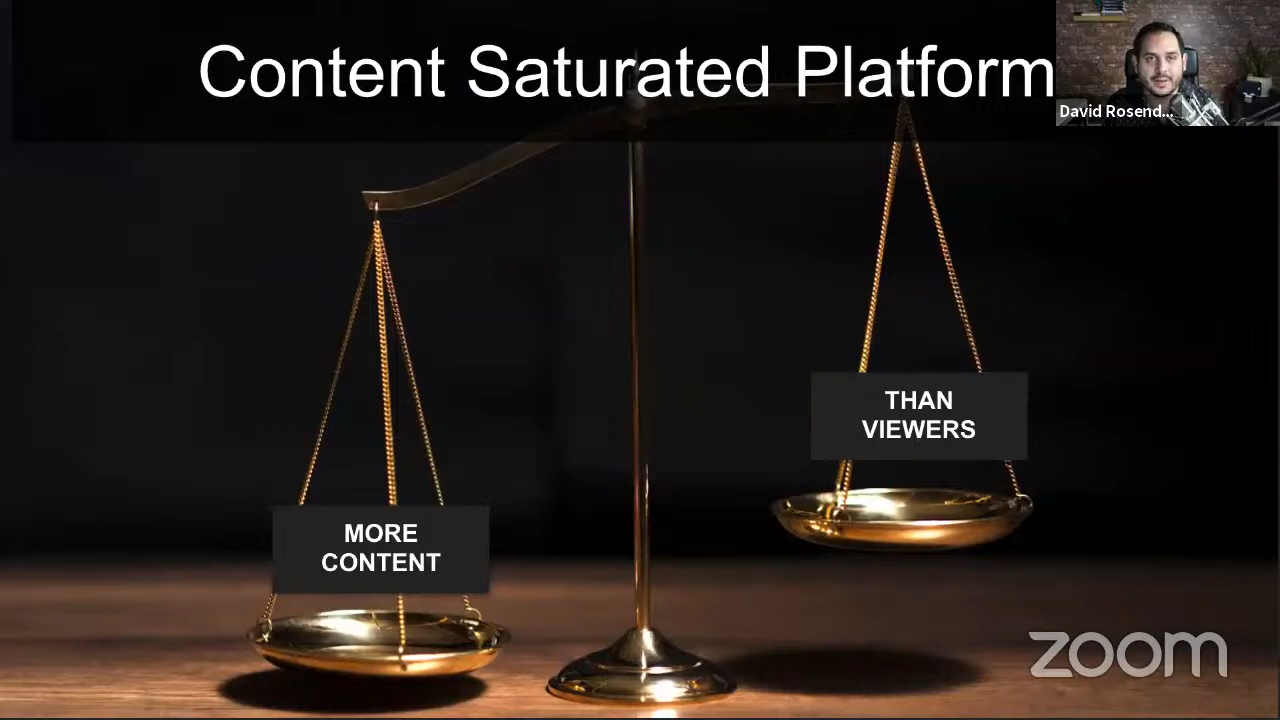 Content Saturated Platform
David Rosend...
THAN
VIEWERS
MORE
CONTENT
zoom